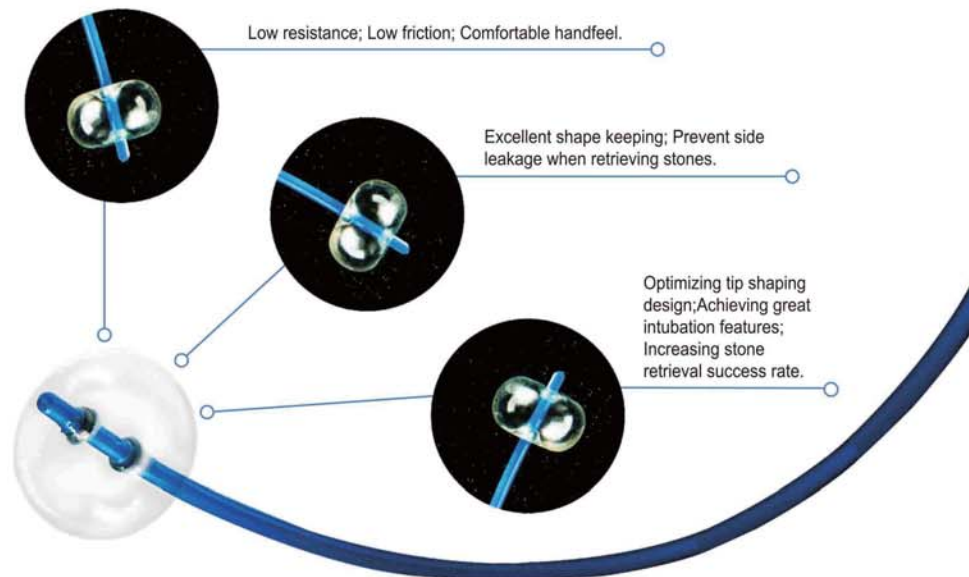 Low resistance; Low friction; Comfortable handfeel.
Excellent shape keeping; Prevent side
leakage when retrieving stones.
Optimizing tip shaping
design;Achieving great
intubation features;
Increasing stone
retrieval success rate.